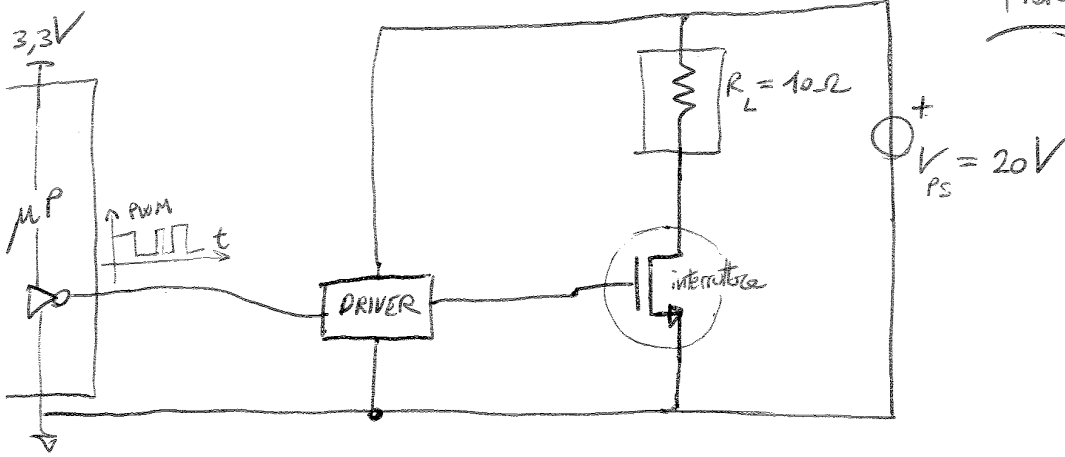 3,3V
R_L = 10Ω
+
V_PS = 20V
μP
PWM
t
DRIVER
interruttore